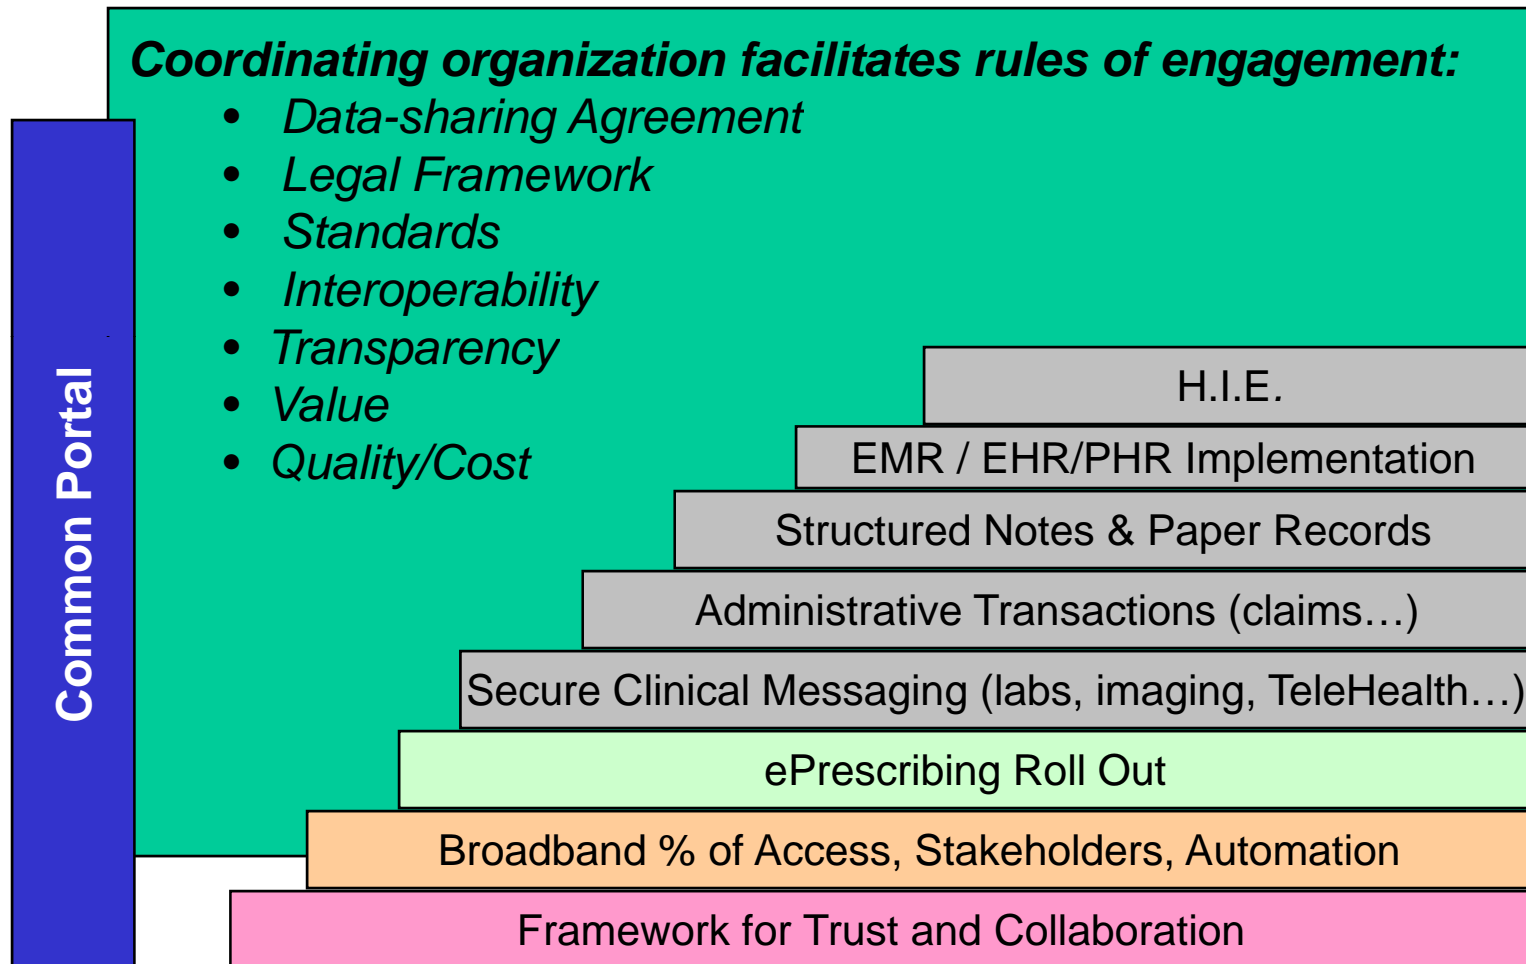 Coordinating organization facilitates rules of engagement:
• Data-sharing Agreement
• Legal Framework
• Standards
• Interoperability
• Transparency
• Value
• Quality/Cost
Common Portal
H.I.E.
EMR / EHR/PHR Implementation
Structured Notes & Paper Records
Administrative Transactions (claims…)
Secure Clinical Messaging (labs, imaging, TeleHealth…)
ePrescribing Roll Out
Broadband % of Access, Stakeholders, Automation
Framework for Trust and Collaboration